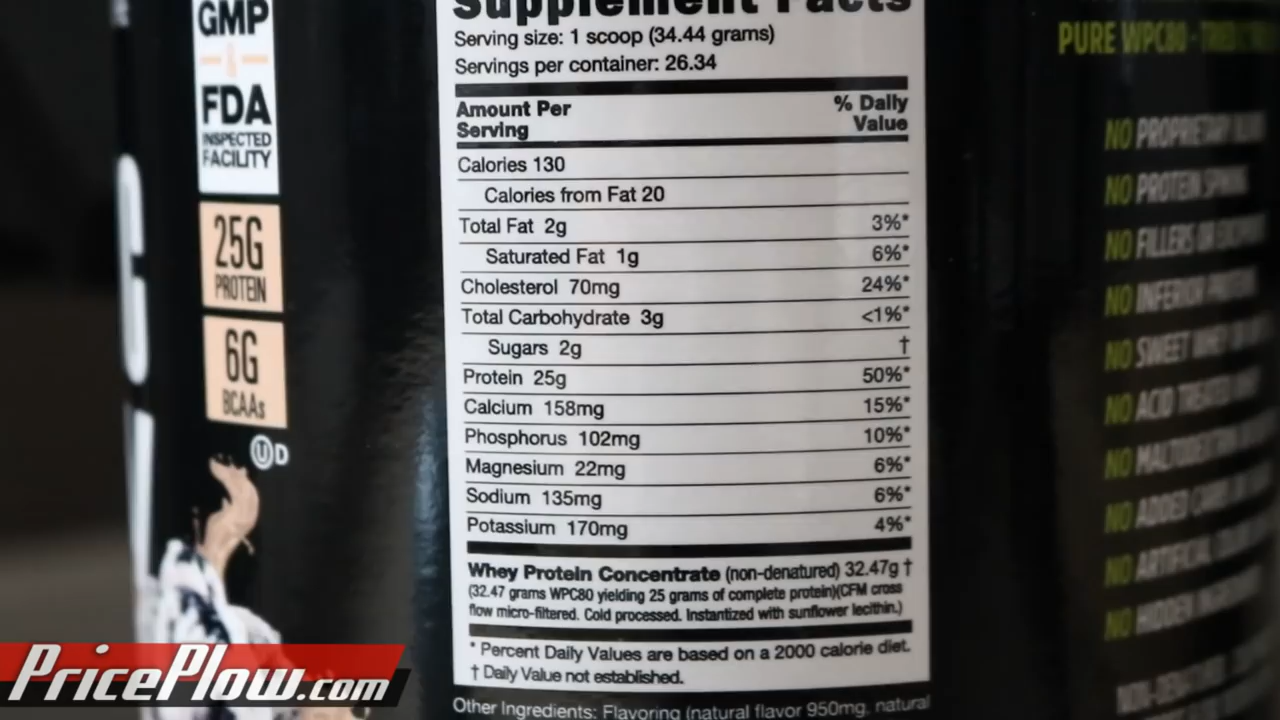 GMP
&
FDA
INSPECTED
FACILITY
25G
PROTEIN
6G
BCAAs
U D
Supplement Facts
Serving size: 1 scoop (34.44 grams)
Servings per container: 26.34
Amount Per Serving % Daily Value
Calories 130
Calories from Fat 20
Total Fat 2g 3%*
Saturated Fat 1g 6%*
Cholesterol 70mg 24%*
Total Carbohydrate 3g <1%*
Sugars 2g †
Protein 25g 50%*
Calcium 158mg 15%*
Phosphorus 102mg 10%*
Magnesium 22mg 6%*
Sodium 135mg 6%*
Potassium 170mg 4%*
Whey Protein Concentrate (non-denatured) 32.47g †
(32.47 grams WPC80 yielding 25 grams of complete protein)(CFM cross
flow micro-filtered. Cold processed. Instantized with sunflower lecithin.)
* Percent Daily Values are based on a 2000 calorie diet.
† Daily Value not established.
Other Ingredients: Flavoring (natural flavor 950mg, natural
PURE WPC80 -
NO PROPRIETARY
NO PROTEIN
NO FILLERS OR
NO INFERIOR
NO SWEET WHEY
NO ACID TREATED
NO
NO ADDED
NO ARTIFICIAL
NO HIDDEN
PricePlow.com